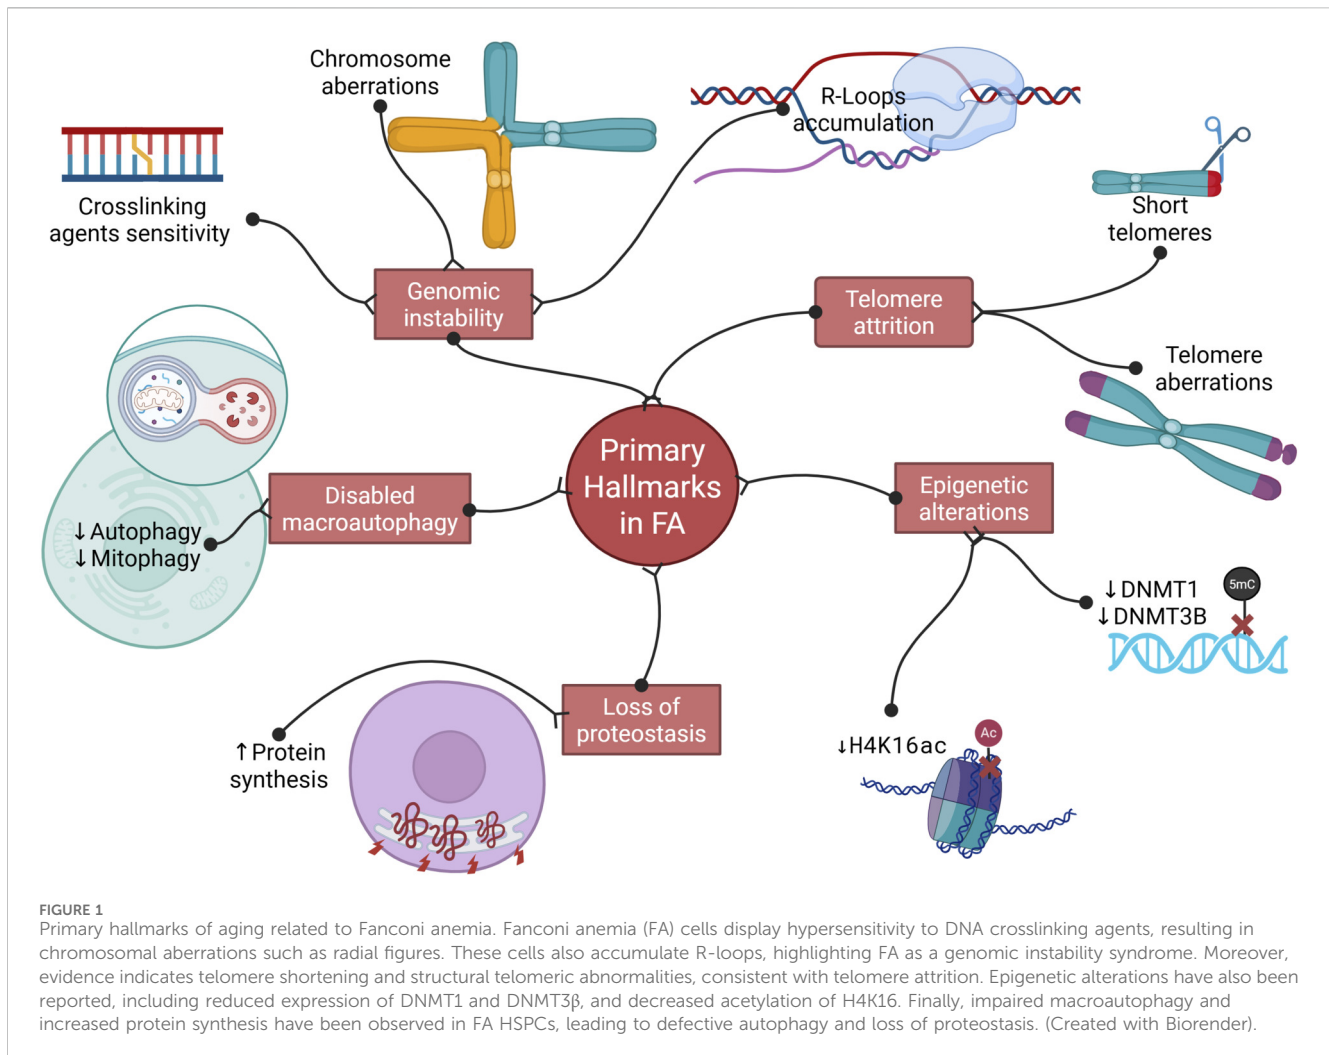 Chromosome
aberrations
R-Loops
accumulation
Crosslinking
agents sensitivity
Short
telomeres
Genomic
instability
Telomere
attrition
Telomere
aberrations
Primary
Hallmarks
in FA
Disabled
macroautophagy
Epigenetic
alterations
↓Autophagy
↓Mitophagy
↓DNMT1
↓DNMT3B
5mC
Loss of
proteostasis
↑Protein
synthesis
↓H4K16ac
Ac
FIGURE 1
Primary hallmarks of aging related to Fanconi anemia. Fanconi anemia (FA) cells display hypersensitivity to DNA crosslinking agents, resulting in
chromosomal aberrations such as radial figures. These cells also accumulate R-loops, highlighting FA as a genomic instability syndrome. Moreover,
evidence indicates telomere shortening and structural telomeric abnormalities, consistent with telomere attrition. Epigenetic alterations have also been
reported, including reduced expression of DNMT1 and DNMT3β, and decreased acetylation of H4K16. Finally, impaired macroautophagy and
increased protein synthesis have been observed in FA HSPCs, leading to defective autophagy and loss of proteostasis. (Created with Biorender).